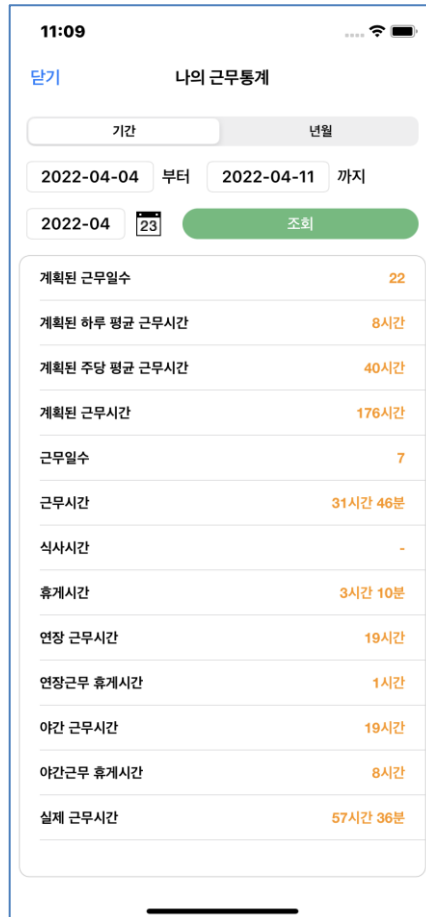 11:09
닫기 나의 근무통계
기간 년월
2022-04-04 부터 2022-04-11 까지
2022-04 23 조회
계획된 근무일수 22
계획된 하루 평균 근무시간 8시간
계획된 주당 평균 근무시간 40시간
계획된 근무시간 176시간
근무일수 7
근무시간 31시간 46분
식사시간 -
휴게시간 3시간 10분
연장 근무시간 19시간
연장근무 휴게시간 1시간
야간 근무시간 19시간
야간근무 휴게시간 8시간
실제 근무시간 57시간 36분